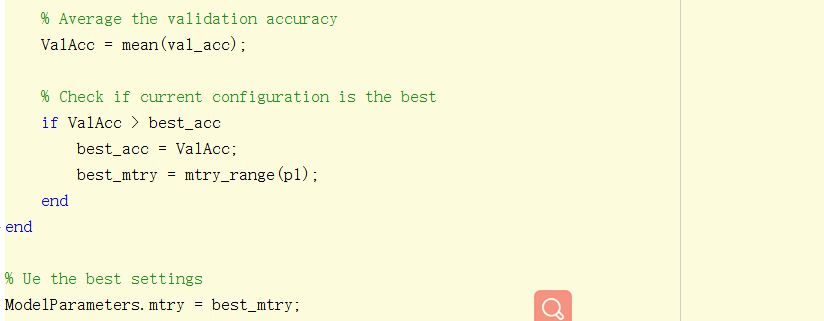 % Average the validation accuracy
ValAcc = mean(val_acc);
% Check if current configuration is the best
if ValAcc > best_acc
best_acc = ValAcc;
best_mtry = mtry_range(p1);
end
end
% Ue the best settings
ModelParameters.mtry = best_mtry;